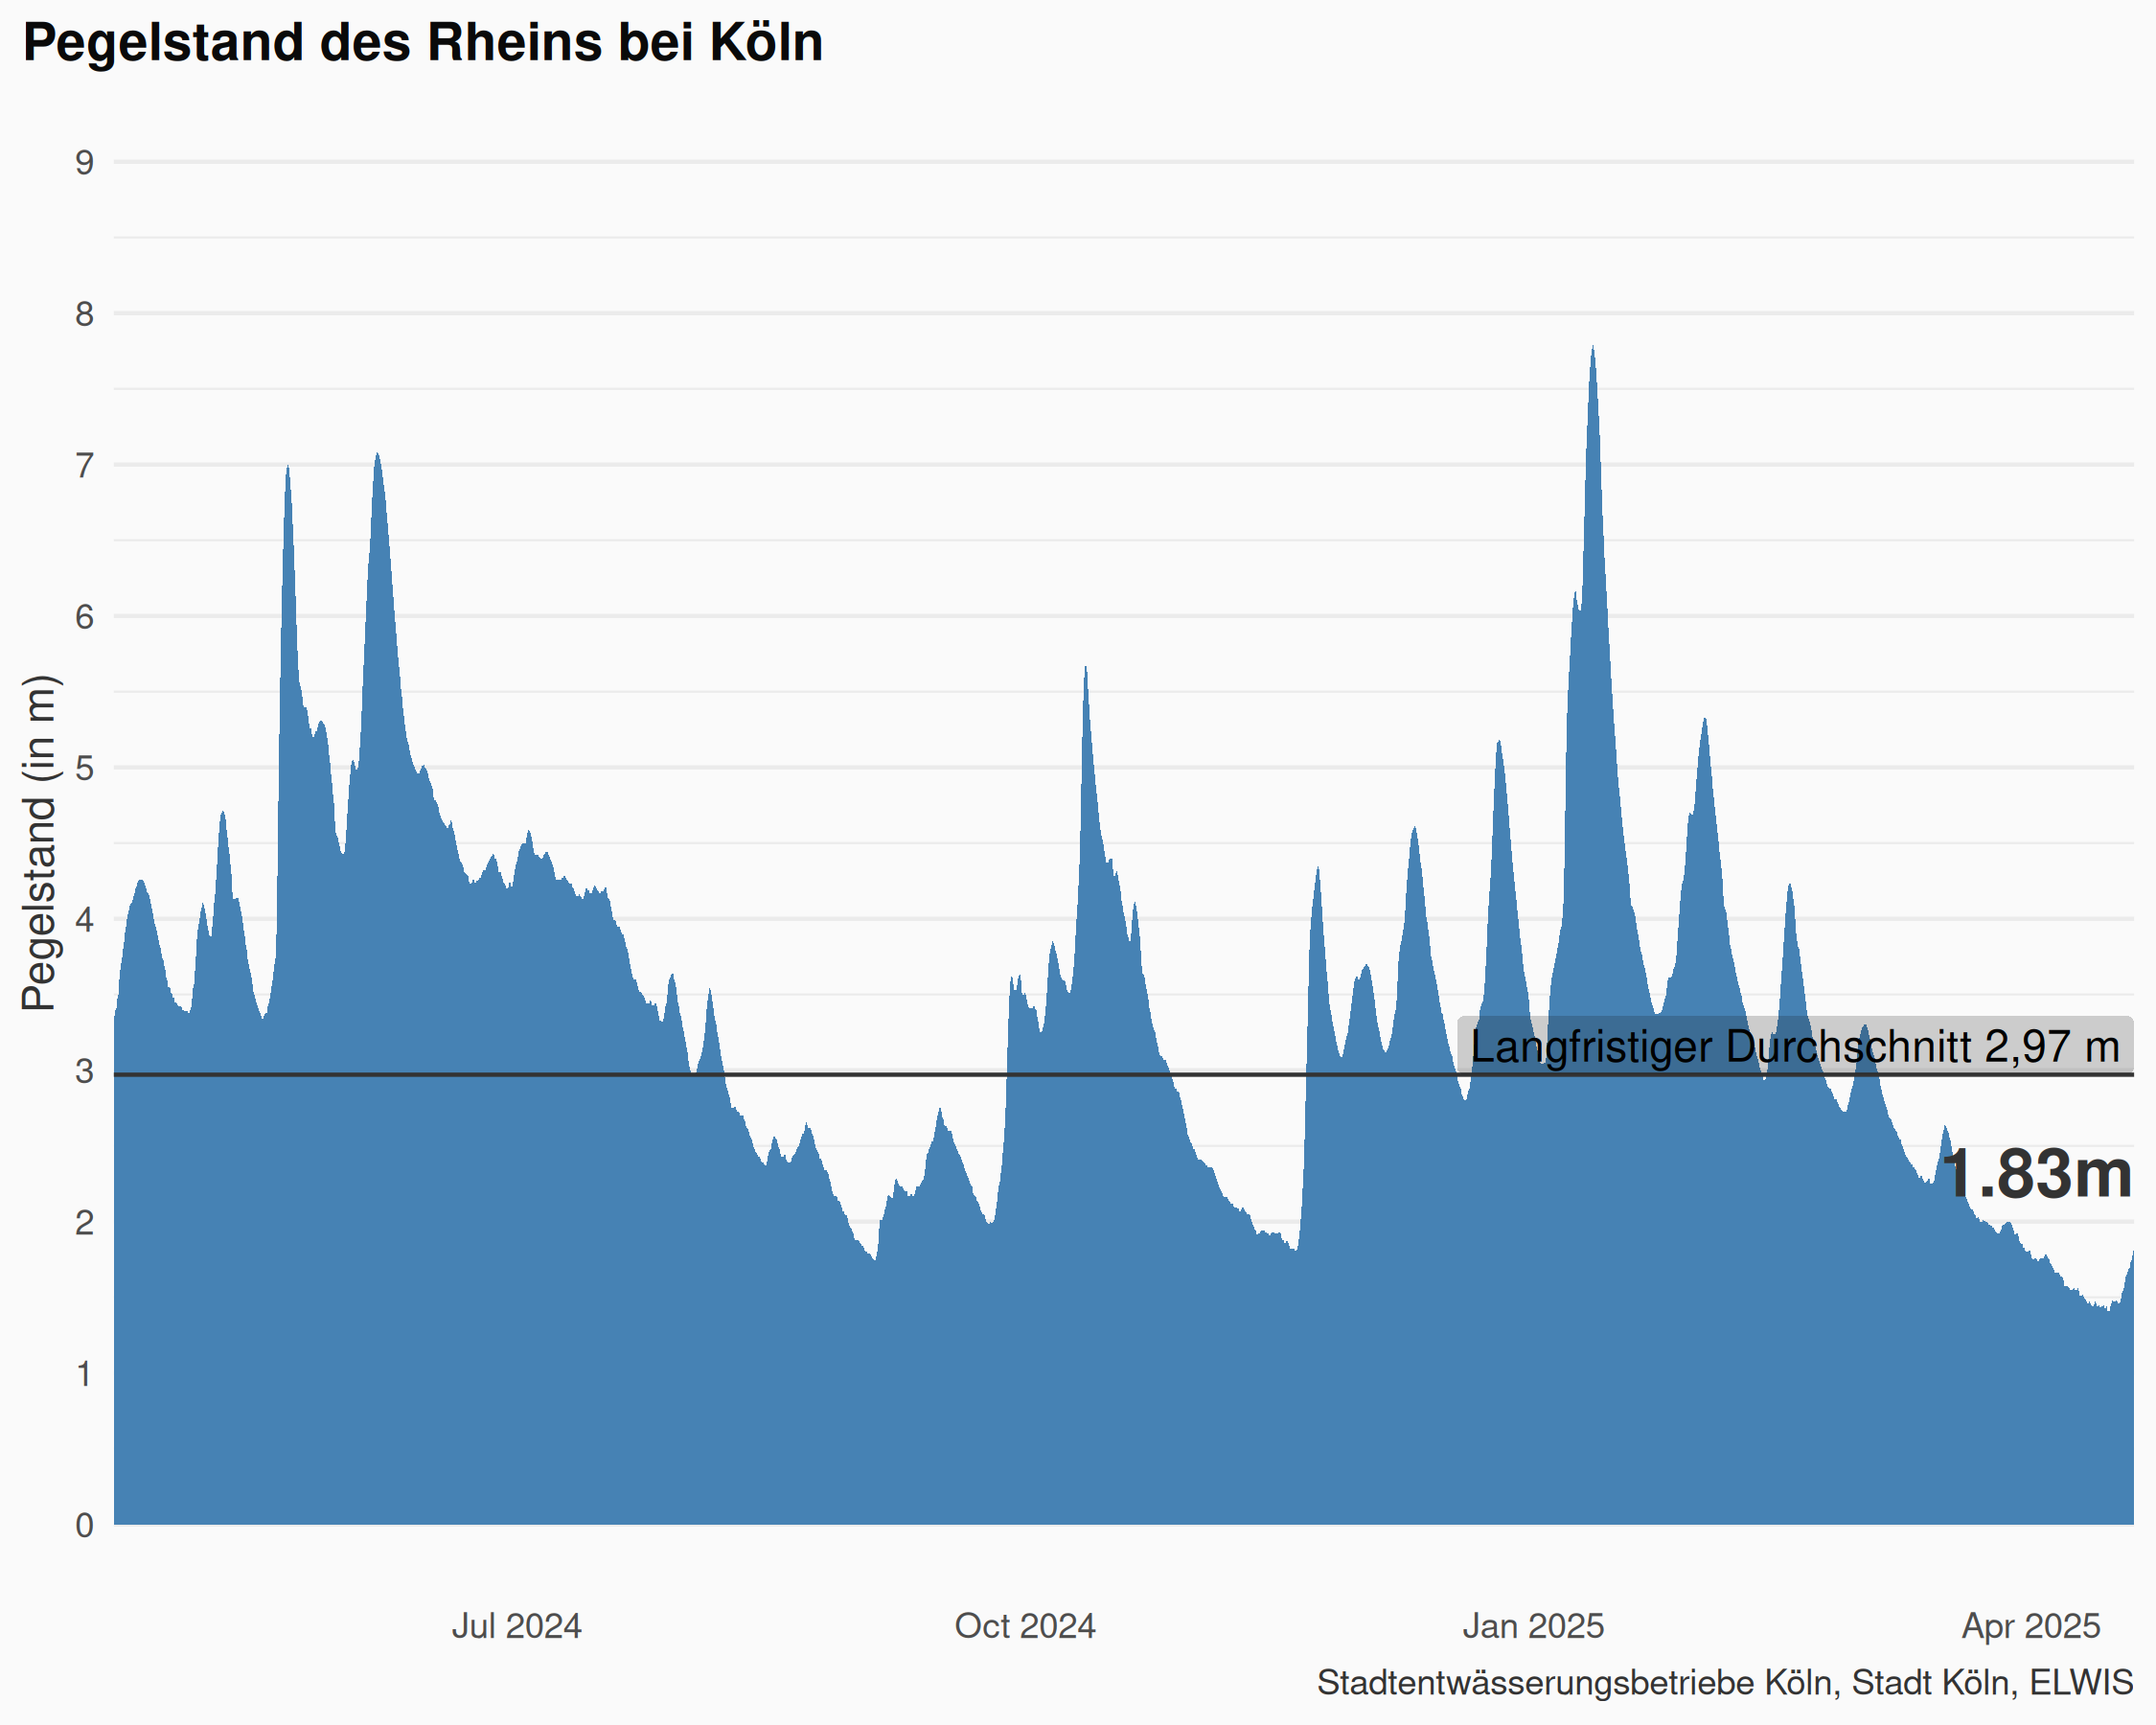 Pegelstand des Rheins bei Köln
Pegelstand (in m)
9
8
7
6
5
4
3
2
1
0
Langfristiger Durchschnitt 2,97 m
1.83m
Jul 2024
Oct 2024
Jan 2025
Apr 2025
Stadtentwässerungsbetriebe Köln, Stadt Köln, ELWIS